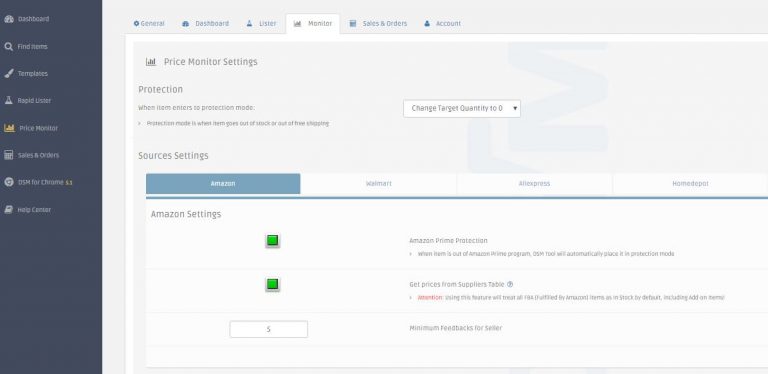 Dashboard
Find Items
Templates
Rapid Lister
Price Monitor
Sales & Orders
DSM for Chrome 5.5
Help Center
General Dashboard Lister Monitor Sales & Orders Account
Price Monitor Settings
Protection
When item enters to protection mode: Change Target Quantity to 0
Protection mode is when item goes out of stock or out of free shipping
Sources Settings
Amazon Walmart Aliexpress Homedepot
Amazon Settings
Amazon Prime Protection
When item is out of Amazon Prime program, DSM Tool will automatically place it in protection mode
Get prices from Suppliers Table
Attention: Using this feature will treat all FBA (Fulfilled By Amazon) items as In Stock by default, including Add-on items!
5 Minimum Feedbacks for Seller